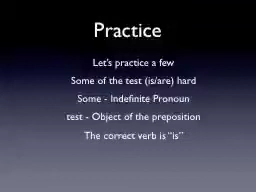 Practice
Let's practice a few
Some of the test (is/are) hard
Some - Indefinite Pronoun
test - Object of the preposition
The correct verb is "is"